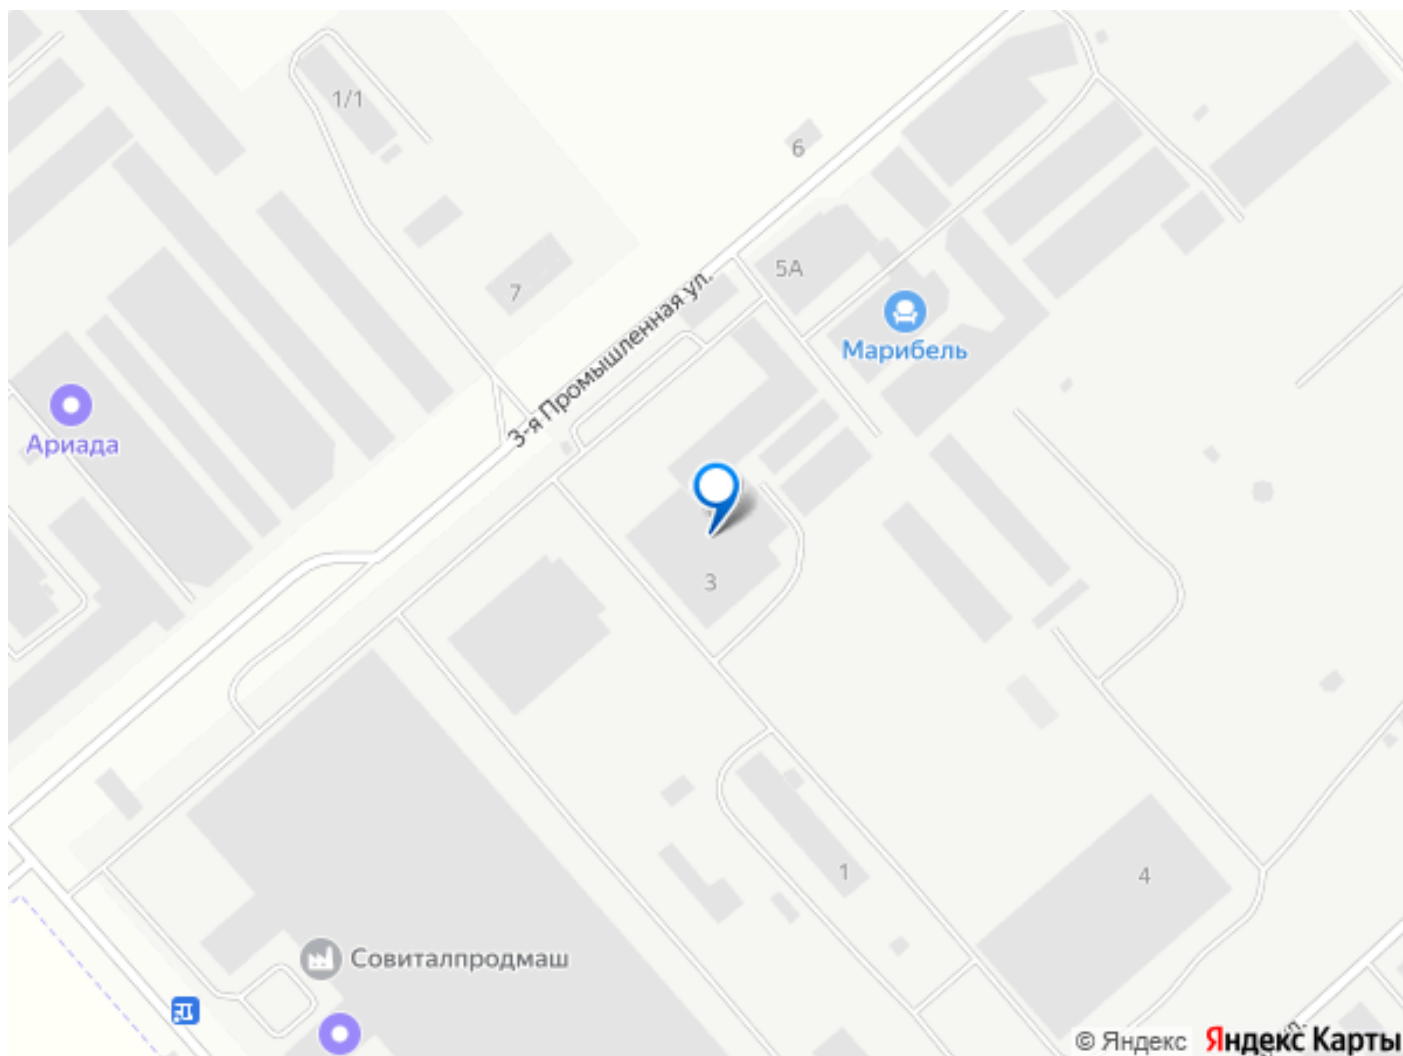 1/1
6
5А
7
3-я Промышленная ул.
Марибель
Ариада
3
1
4
Совиталпродмаш
© Яндекс
Яндекс Карты